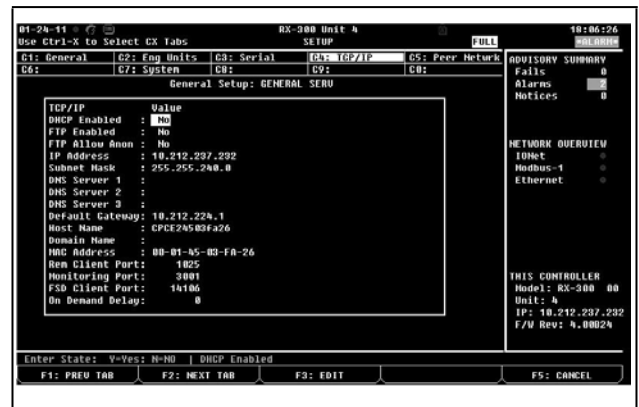 01-24-11 RX-300 Unit 4 18:06:26
Use Ctrl-X to Select CX Tabs SETUP FULL *ALARM*
C1: General C2: Eng Units C3: Serial C4: TCP/IP C5: Peer Network
C6: C7: System C8: C9: C0:
General Setup: GENERAL SERV
TCP/IP Value
DHCP Enabled : No
FTP Enabled : No
FTP Allow Anon : No
IP Address : 10.212.237.232
Subnet Mask : 255.255.240.0
DNS Server 1 :
DNS Server 2 :
DNS Server 3 :
Default Gateway: 10.212.224.1
Host Name : CPCE24503fa26
Domain Name :
MAC Address : 00-01-45-03-FA-26
Rem Client Port: 1025
Monitoring Port: 3001
FSD Client Port: 14106
On Demand Delay: 0
ADVISORY SUMMARY
Fails 0
Alarms 2
Notices 0
NETWORK OVERVIEW
IONet
Modbus-1
Ethernet
THIS CONTROLLER
Model: RX-300 00
Unit: 4
IP: 10.212.237.232
F/W Rev: 4.00B24
Enter State: Y=Yes; N=NO | DHCP Enabled
F1: PREV TAB F2: NEXT TAB F3: EDIT F5: CANCEL